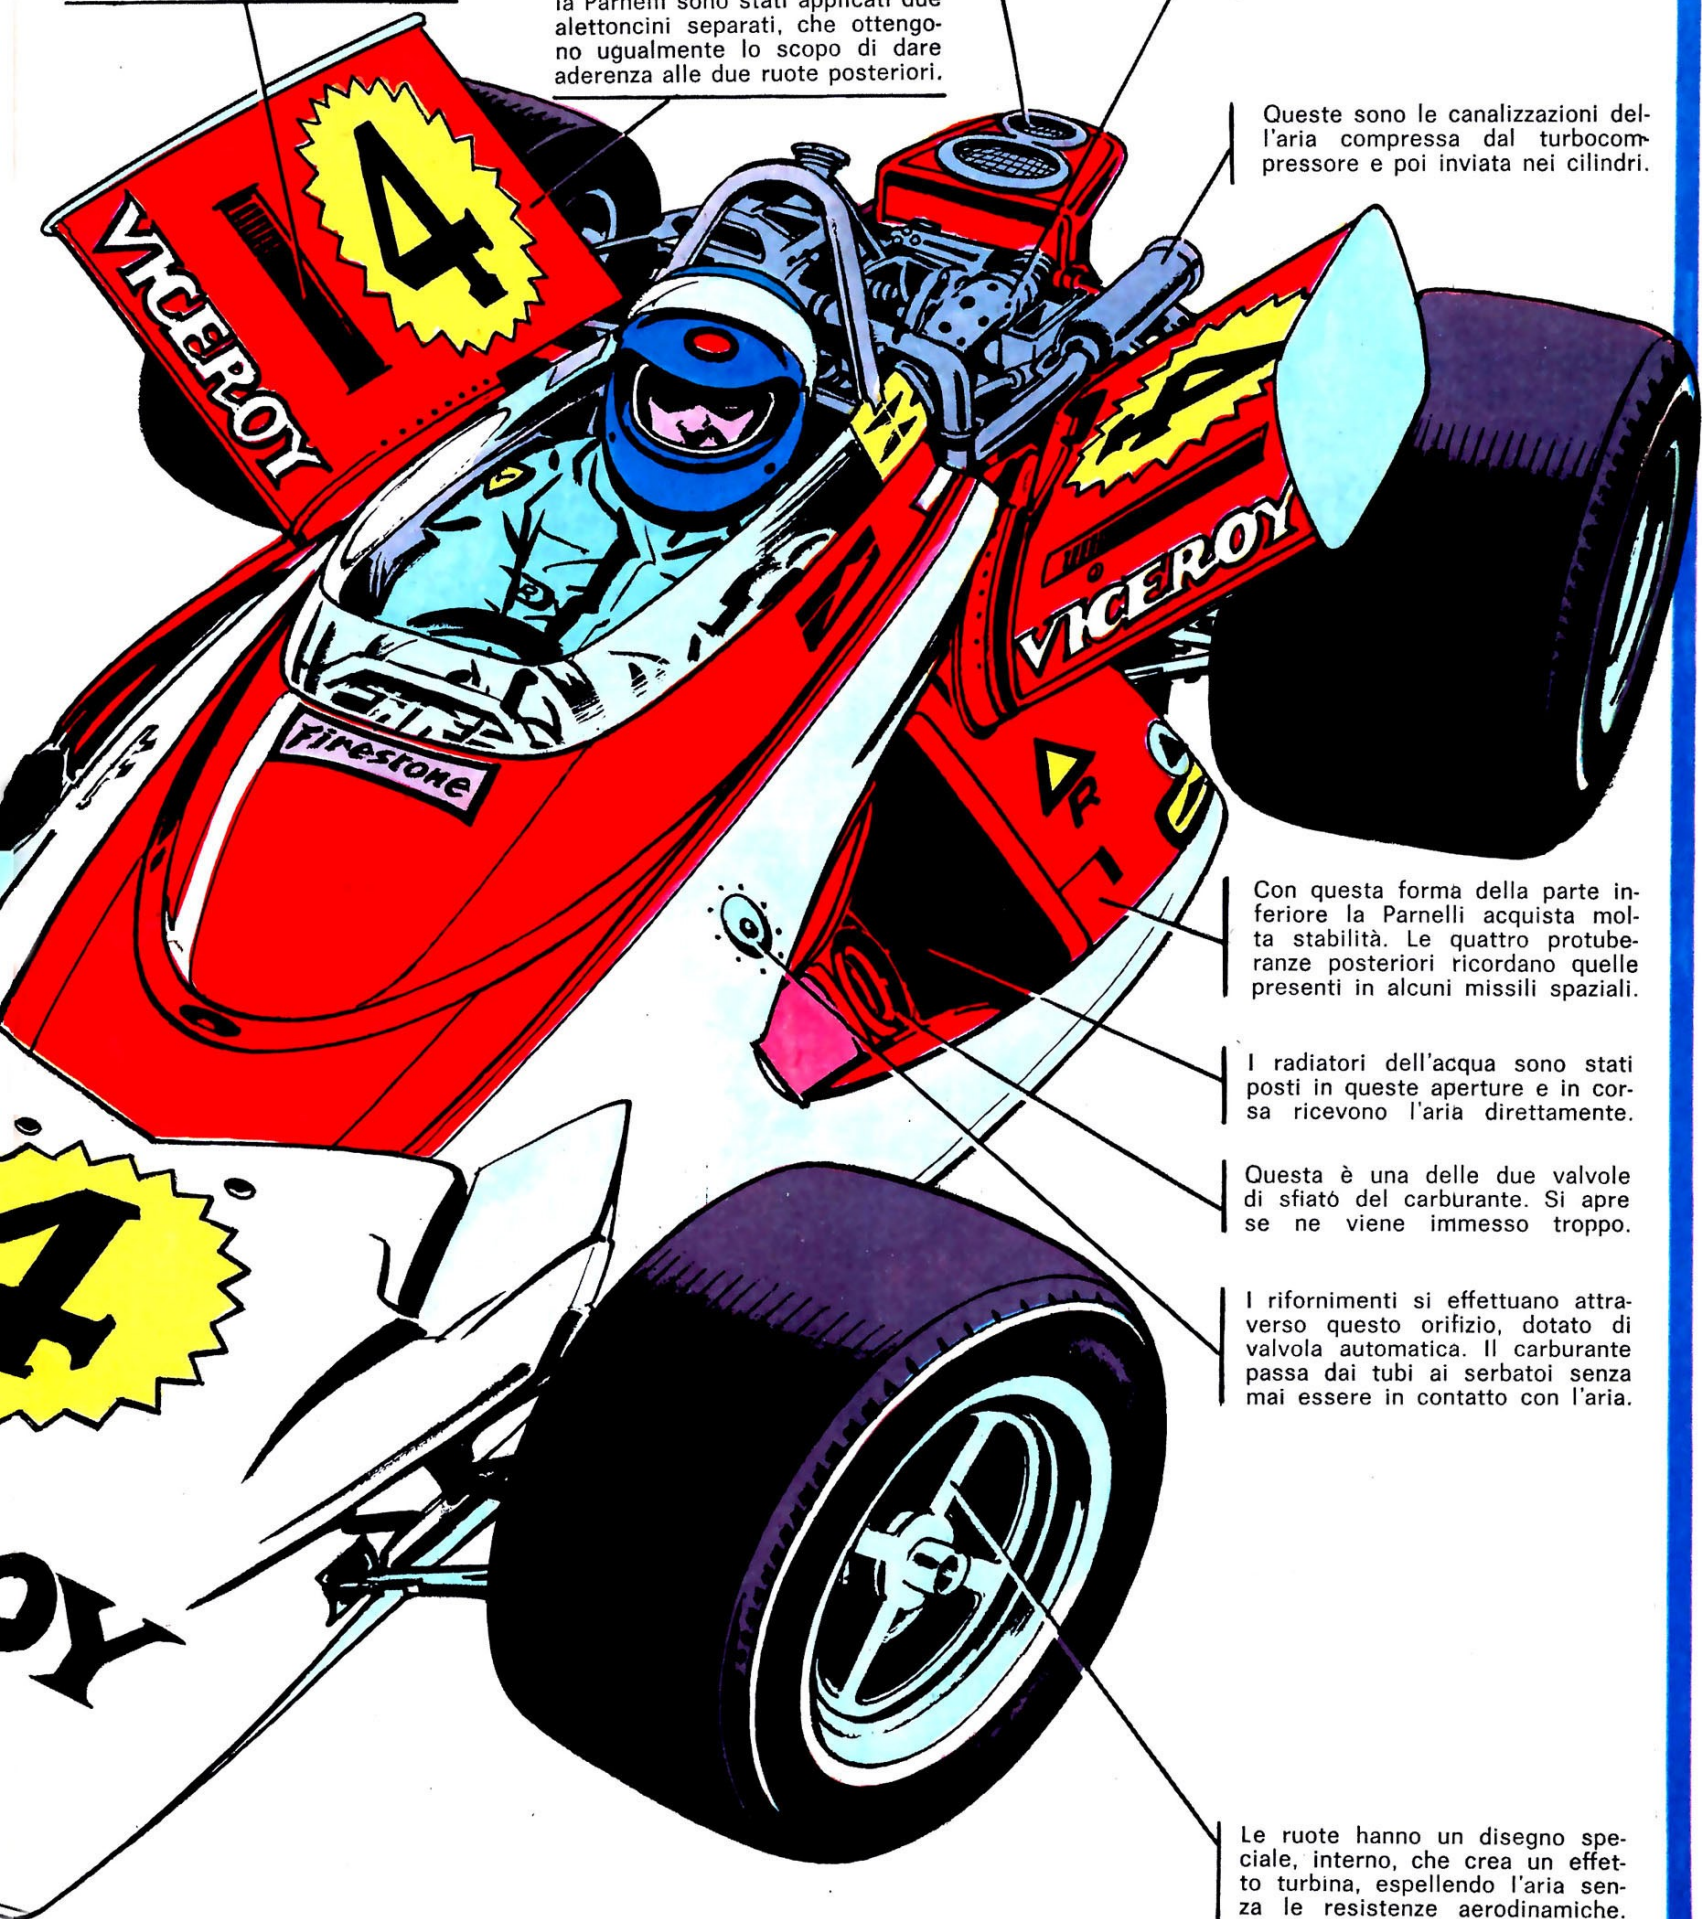 la Parnelli sono stati applicati due
alettoncini separati, che ottengo-
no ugualmente lo scopo di dare
aderenza alle due ruote posteriori.
Queste sono le canalizzazioni del-
l'aria compressa dal turbocom-
pressore e poi inviata nei cilindri.
4
VICEROY
4
VICEROY
Firestone
R
Con questa forma della parte in-
feriore la Parnelli acquista mol-
ta stabilità. Le quattro protube-
ranze posteriori ricordano quelle
presenti in alcuni missili spaziali.
I radiatori dell'acqua sono stati
posti in queste aperture e in cor-
sa ricevono l'aria direttamente.
Questa è una delle due valvole
di sfiató del carburante. Si apre
se ne viene immesso troppo.
I rifornimenti si effettuano attra-
verso questo orifizio, dotato di
valvola automatica. Il carburante
passa dai tubi ai serbatoi senza
mai essere in contatto con l'aria.
4
OY
Le ruote hanno un disegno spe-
ciale, interno, che crea un effet-
to turbina, espellendo l'aria sen-
za le resistenze aerodinamiche.